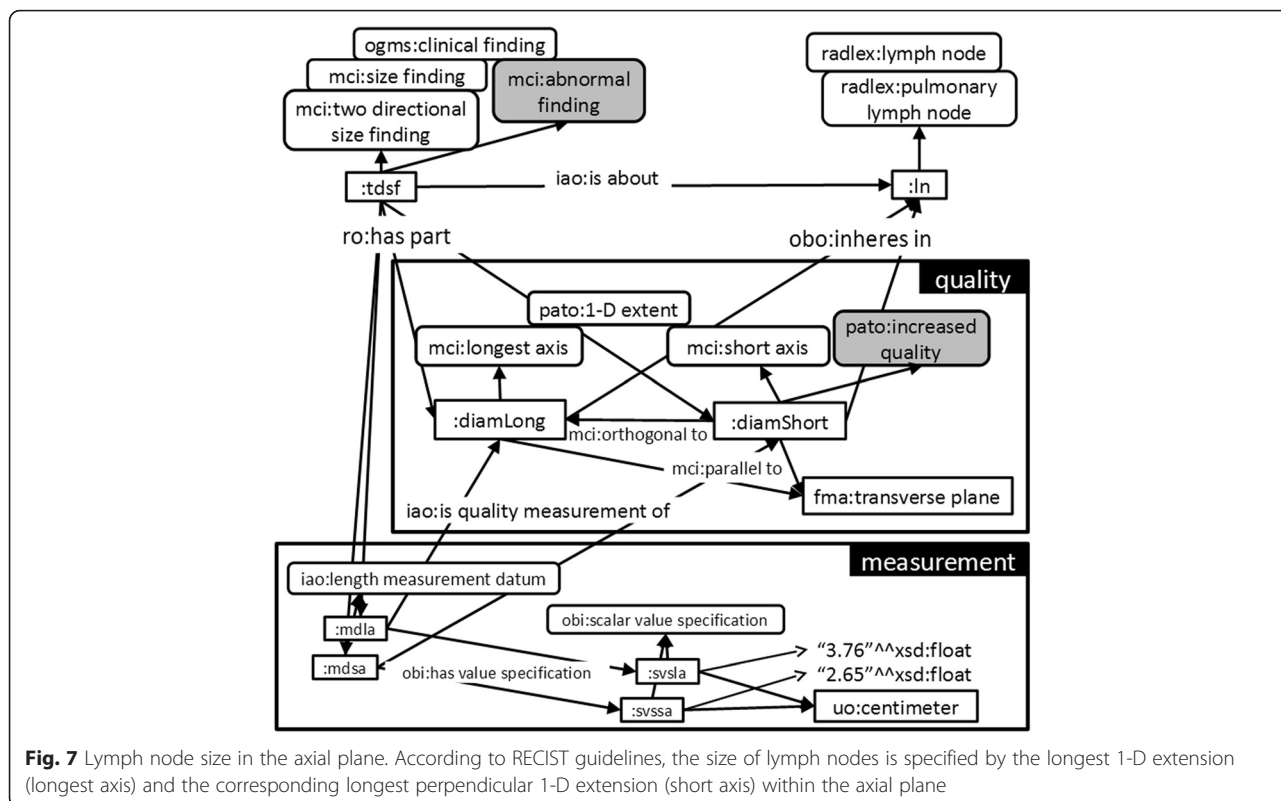 ogms:clinical finding
mci:size finding
mci:two directional
size finding
mci:abnormal
finding
radlex:lymph node
radlex:pulmonary
lymph node
:tdsf
iao:is about
:ln
ro:has part
obo:inheres in
quality
pato:1-D extent
mci:longest axis
mci:short axis
pato:increased
quality
:diamLong
:diamShort
mci:orthogonal to
mci:parallel to
fma:transverse plane
iao:is quality measurement of
measurement
iao:length measurement datum
:mdla
:mdsa
obi:has value specification
obi:scalar value specification
:svsla
:svssa
“3.76”^^xsd:float
“2.65”^^xsd:float
uo:centimeter
Fig. 7 Lymph node size in the axial plane. According to RECIST guidelines, the size of lymph nodes is specified by the longest 1-D extension
(longest axis) and the corresponding longest perpendicular 1-D extension (short axis) within the axial plane